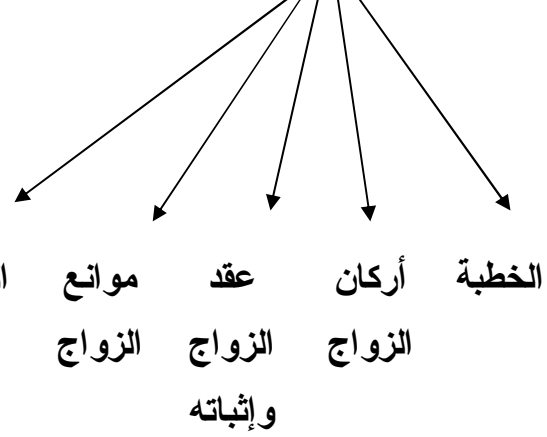 الخطبة أركان عقد موانع
الزواج الزواج الزواج
وإثباته